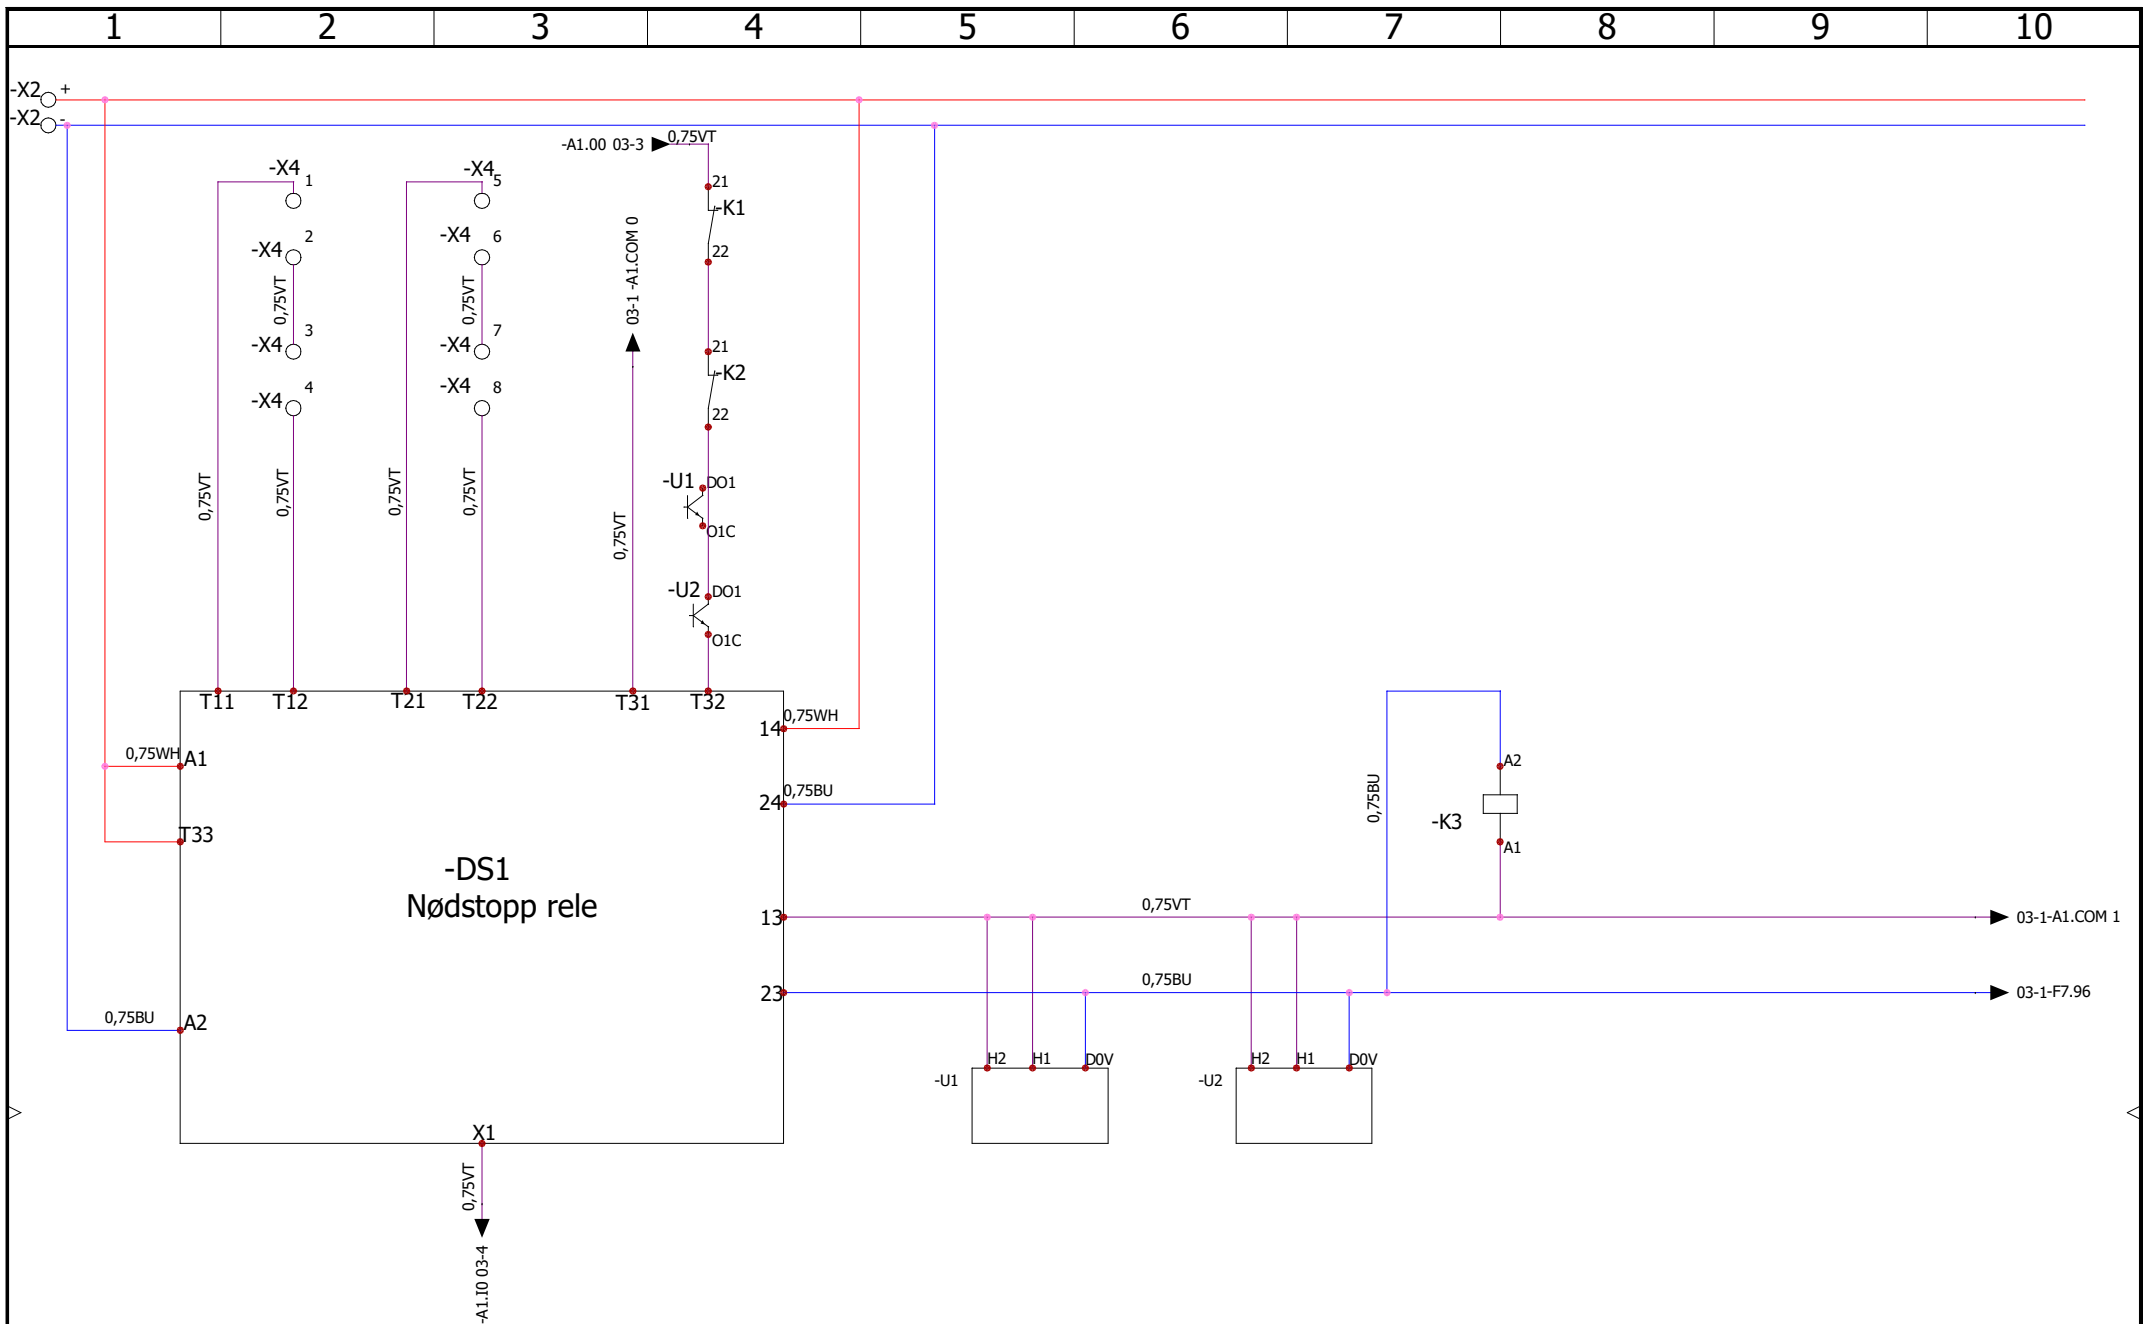 1 2 3 4 5 6 7 8 9 10
-X2 +
-X2 -
-A1.00 03-3 0,75VT
-X4 1
-X4 5
21
-K1
22
-X4 2
-X4 6
0,75VT
0,75VT
03-1 -A1.COM 0
-X4 3
-X4 7
21
-K2
22
-X4 4
-X4 8
0,75VT
0,75VT
0,75VT
0,75VT
0,75VT
-U1 DO1
O1C
-U2 DO1
O1C
T11 T12 T21 T22 T31 T32
14 0,75WH
0,75WH A1
24 0,75BU
T33
-DS1
Nødstopp rele
0,75BU
A2
-K3
A1
13 0,75VT 03-1-A1.COM 1
23 0,75BU 03-1-F7.96
0,75BU A2
H2 H1 D0V
-U1
H2 H1 D0V
-U2
X1
0,75VT
-A1.I0 03-4